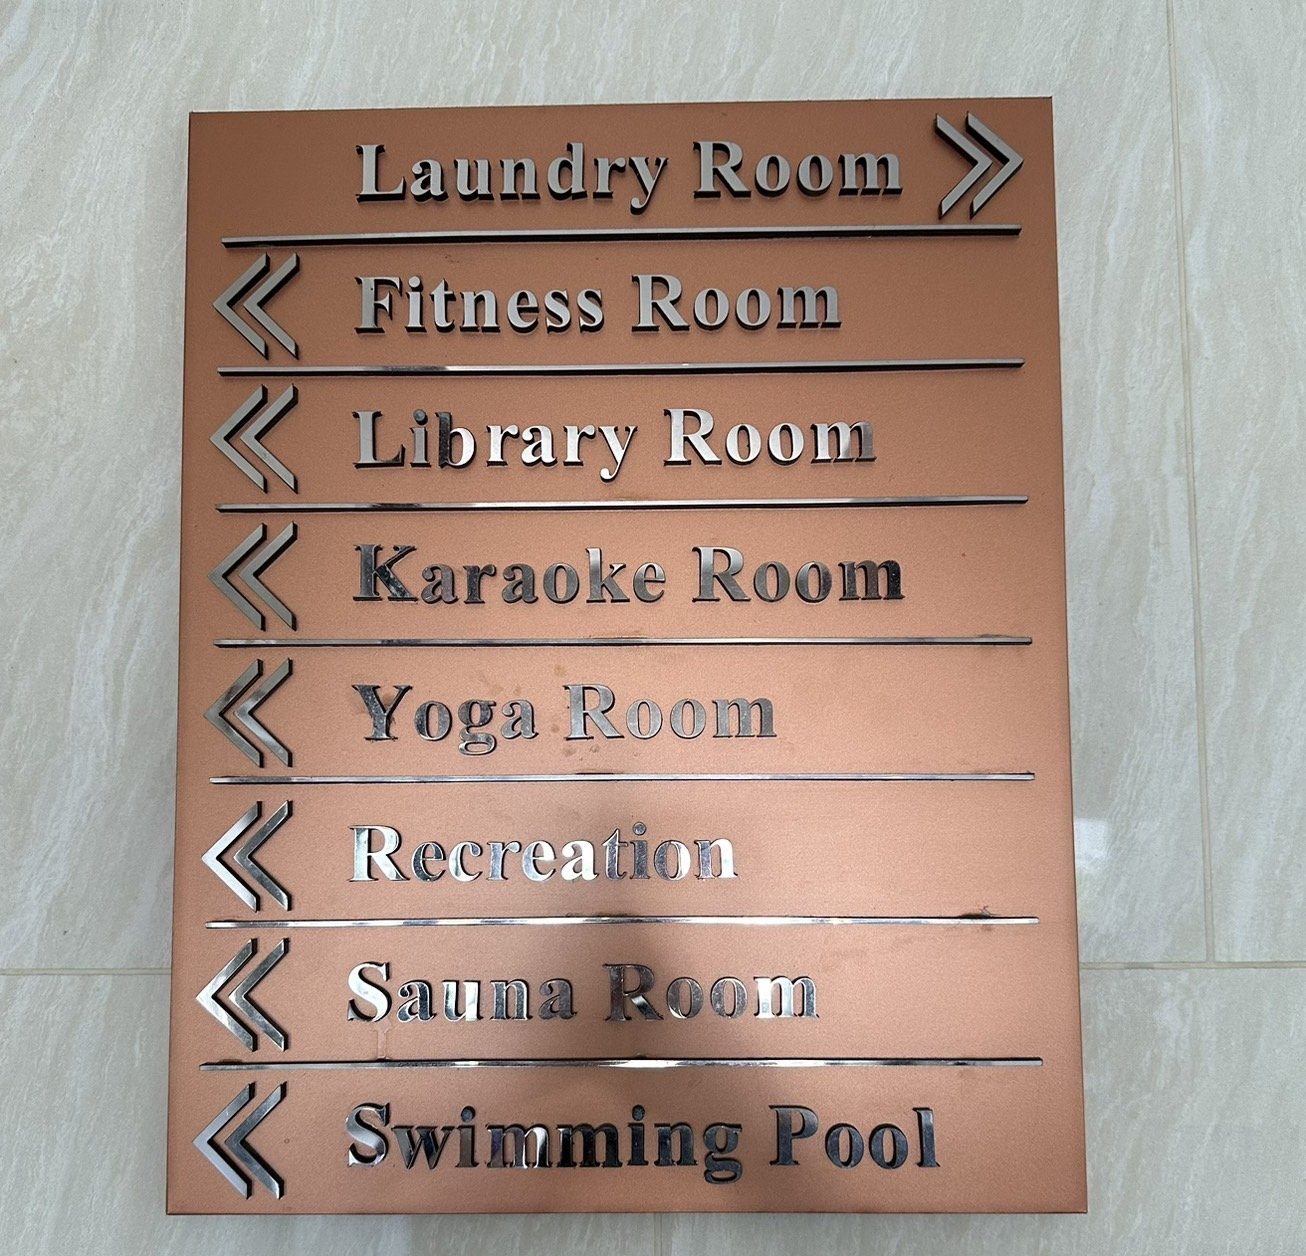 Laundry Room
Fitness Room
Library Room
Karaoke Room
Yoga Room
Recreation
Sauna Room
Swimming Pool